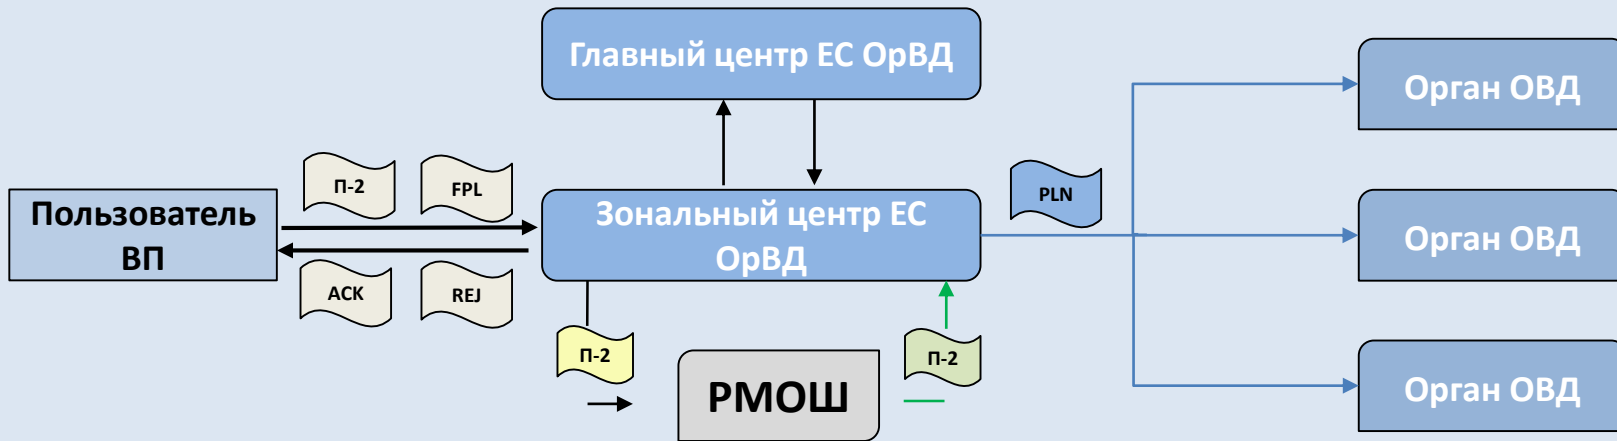 Главный центр ЕС ОрВД
Орган ОВД
П-2
FPL
PLN
Пользователь
ВП
Зональный центр ЕС
ОрВД
Орган ОВД
ACK
REJ
П-2
П-2
РМОШ
Орган ОВД